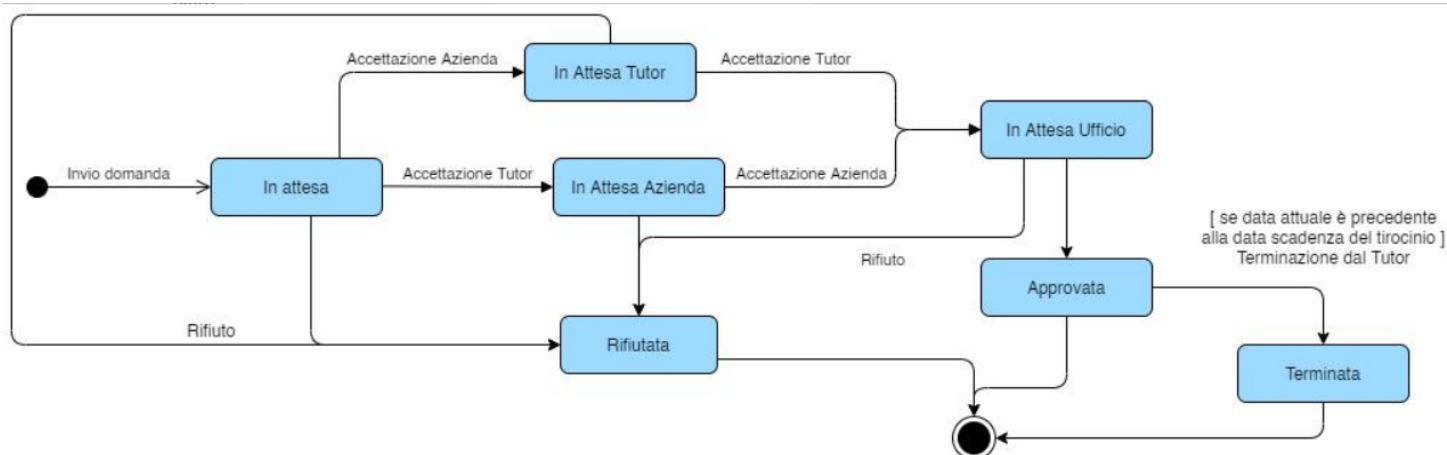 Accettazione Azienda
In Attesa Tutor
Accettazione Tutor
In Attesa Ufficio
Invio domanda
In attesa
Accettazione Tutor
In Attesa Azienda
Accettazione Azienda
[ se data attuale è precedente
alla data scadenza del tirocinio ]
Terminazione dal Tutor
Rifiuto
Approvata
Rifiuto
Rifiutata
Terminata